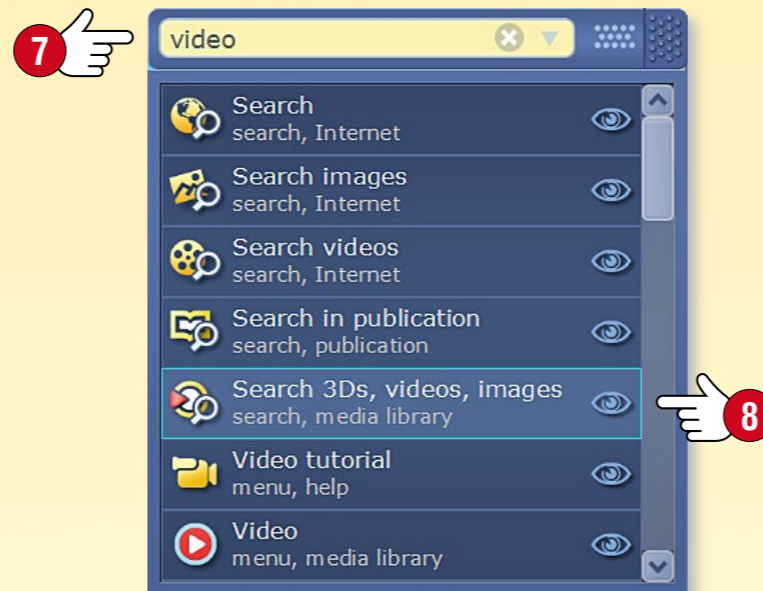 7
video
Search
search, Internet
Search images
search, Internet
Search videos
search, Internet
Search in publication
search, publication
Search 3Ds, videos, images
search, media library
8
Video tutorial
menu, help
Video
menu, media library